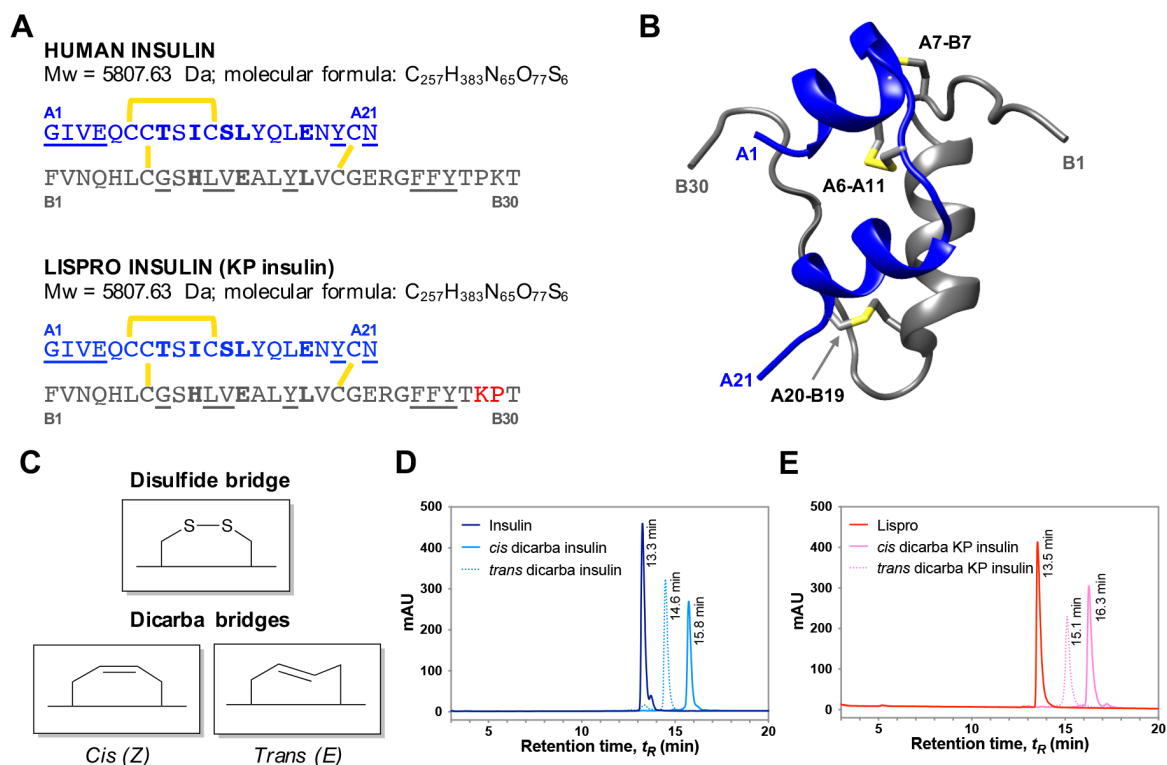 A
HUMAN INSULIN
Mw = 5807.63 Da; molecular formula: C₂₅₇H₃₈₃N₆₅O₇₇S₆
A1 A21
GIVEQCCTSICSLYQLENYCN
FVNQHLCGSHLVEALYLVCGERGFFYTPKT
B1 B30
LISPRO INSULIN (KP insulin)
Mw = 5807.63 Da; molecular formula: C₂₅₇H₃₈₃N₆₅O₇₇S₆
A1 A21
GIVEQCCTSICSLYQLENYCN
FVNQHLCGSHLVEALYLVCGERGFFYTKPT
B1 B30
B
A7-B7
A1
B1
B30
A6-A11
A21
A20-B19
C
Disulfide bridge
S S
Dicarba bridges
Cis (Z) Trans (E)
D
500
400
300
200
100
0
mAU
Insulin
cis dicarba insulin
trans dicarba insulin
13.3 min
14.6 min
15.8 min
5 10 15 20
Retention time, tR (min)
E
500
400
300
200
100
0
mAU
Lispro
cis dicarba KP insulin
trans dicarba KP insulin
13.5 min
15.1 min
16.3 min
5 10 15 20
Retention time, tR (min)